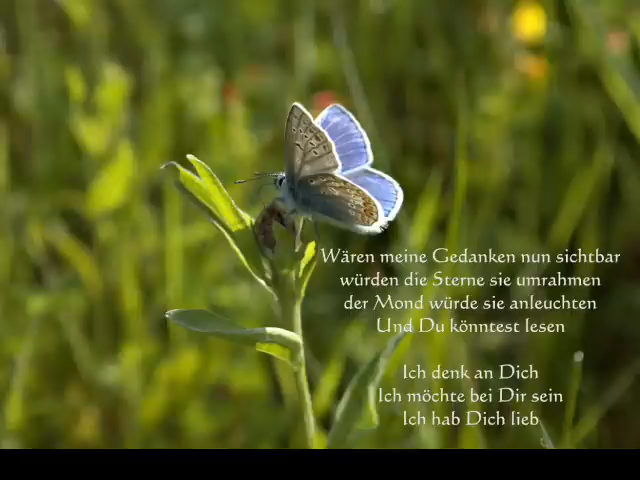 Wären meine Gedanken nun sichtbar
würden die Sterne sie umrahmen
der Mond würde sie anleuchten
Und Du könntest lesen
Ich denk an Dich
Ich möchte bei Dir sein
Ich hab Dich lieb